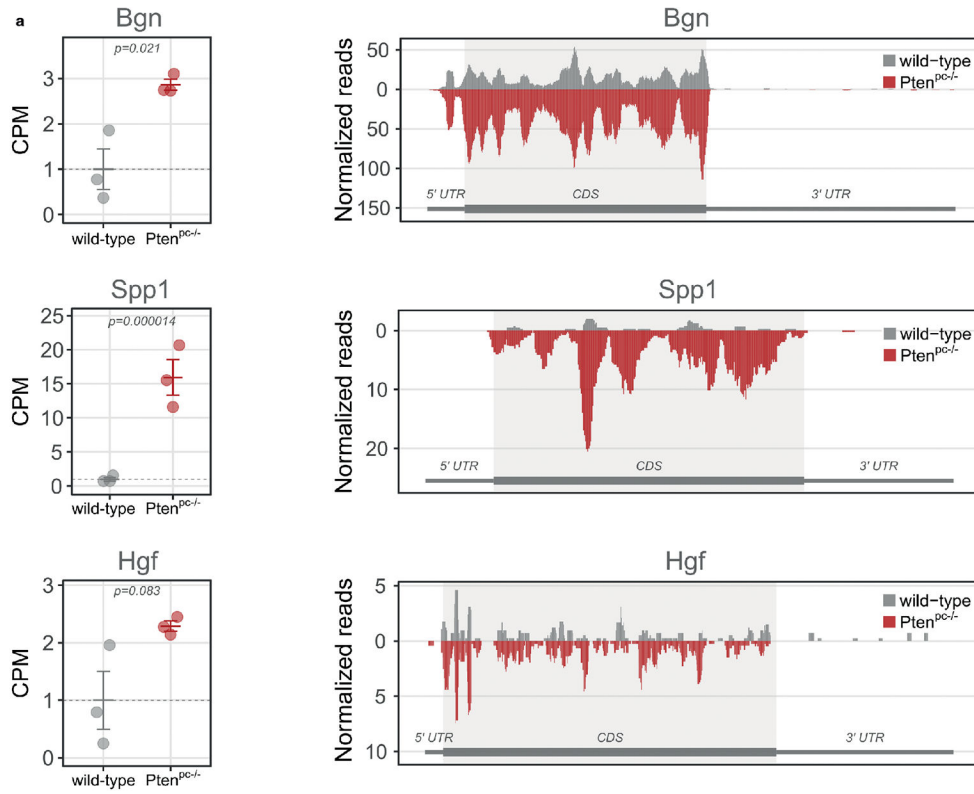 a
Bgn
p=0.021
CPM
3
2
1
0
wild-type Pten^pc-/-
Bgn
Normalized reads
50
0
50
100
150
wild-type
Pten^pc-/-
5' UTR CDS 3' UTR
Spp1
p=0.000014
CPM
25
20
15
10
5
0
wild-type Pten^pc-/-
Spp1
Normalized reads
0
10
20
wild-type
Pten^pc-/-
5' UTR CDS 3' UTR
Hgf
p=0.083
CPM
3
2
1
0
wild-type Pten^pc-/-
Hgf
Normalized reads
5
0
5
10
wild-type
Pten^pc-/-
5' UTR CDS 3' UTR